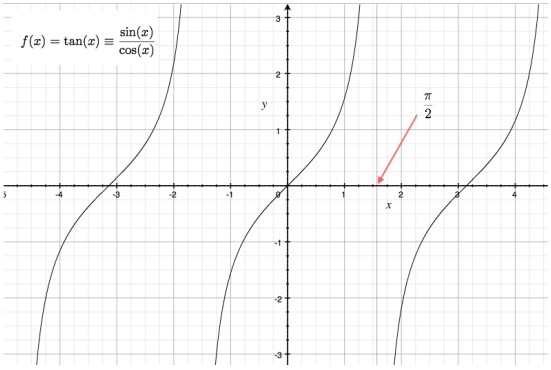 f(x) = tan(x) ≡ sin(x)/cos(x)
3
2
y
π/2
1
5 -4 -3 -2 -1 0 1 2 3 4
x
-1
-2
-3